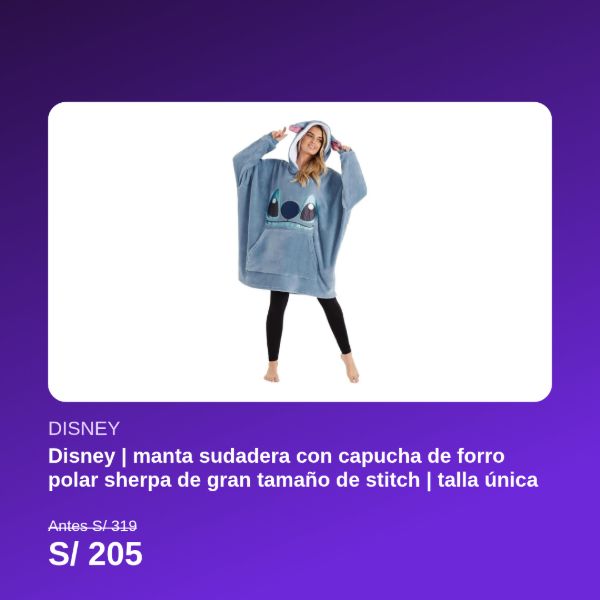 DISNEY
Disney | manta sudadera con capucha de forro
polar sherpa de gran tamaño de stitch | talla única
Antes S/ 319
S/ 205